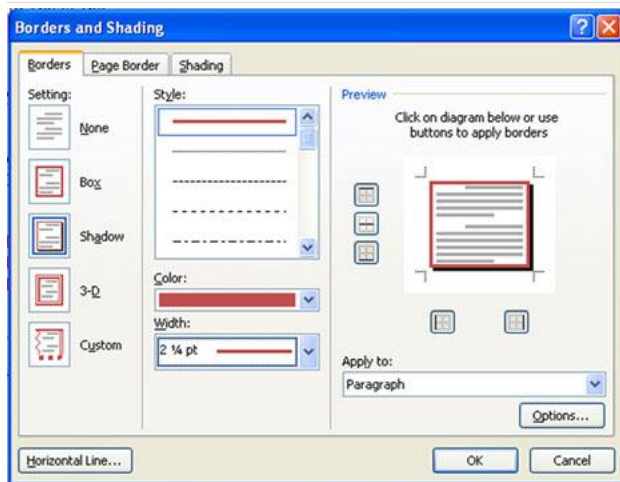 Borders and Shading
Borders
Page Border
Shading
Setting:
None
Box
Shadow
3-D
Custom
Style:
Color:
Width:
2 ¼ pt
Preview
Click on diagram below or use
buttons to apply borders
Apply to:
Paragraph
Options...
Horizontal Line...
OK
Cancel